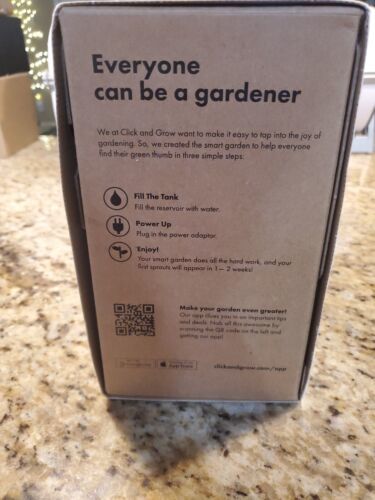 Everyone
can be a gardener
We at Click and Grow want to make it easy to tap into the joy of
gardening. So, we created the smart garden to help everyone
find their green thumb in three simple steps:
Fill The Tank
Fill the reservoir with water.
Power Up
Plug in the power adaptor.
Enjoy!
Your smart garden does all the hard work, and your
first sprouts will appear in 1 — 2 weeks!
Make your garden even greater!
Our app gives you important tips
and deals. Nab all this awesome by
scanning the QR code on the left and
getting our app!
App Store
clickandgrow.com/app